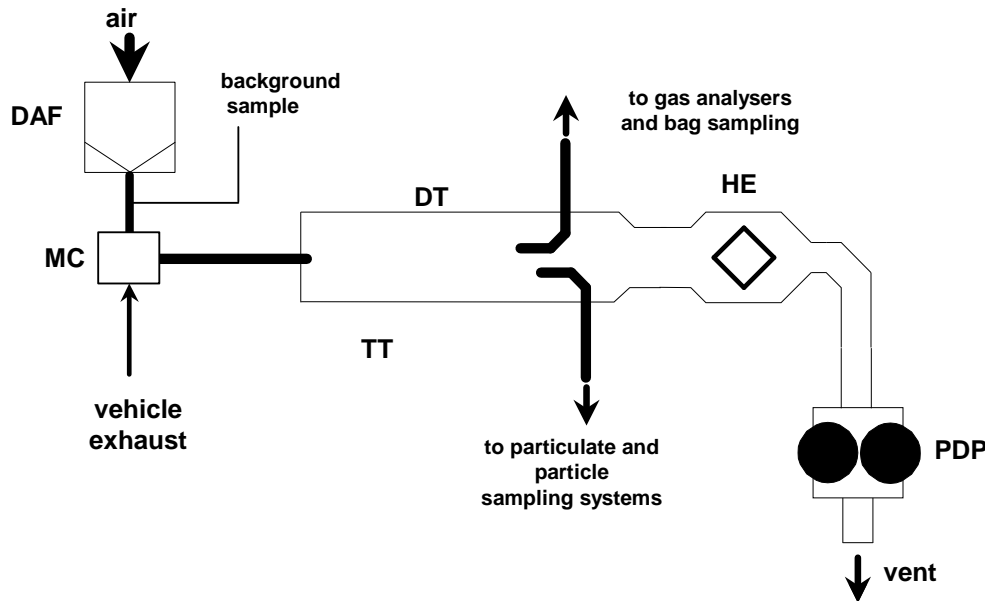 air
DAF
background
sample
to gas analysers
and bag sampling
DT
HE
MC
TT
vehicle
exhaust
to particulate and
particle
sampling systems
PDP
vent